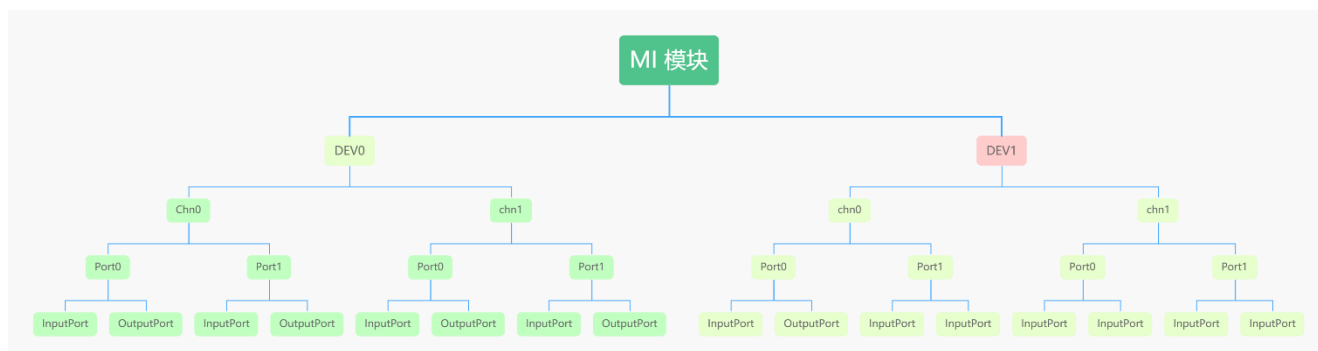 MI 模块
DEV0 DEV1
Chn0 chn1 chn0 chn1
Port0 Port1 Port0 Port1 Port0 Port1 Port0 Port1
InputPort OutputPort InputPort OutputPort InputPort OutputPort InputPort OutputPort InputPort OutputPort InputPort InputPort InputPort InputPort InputPort InputPort